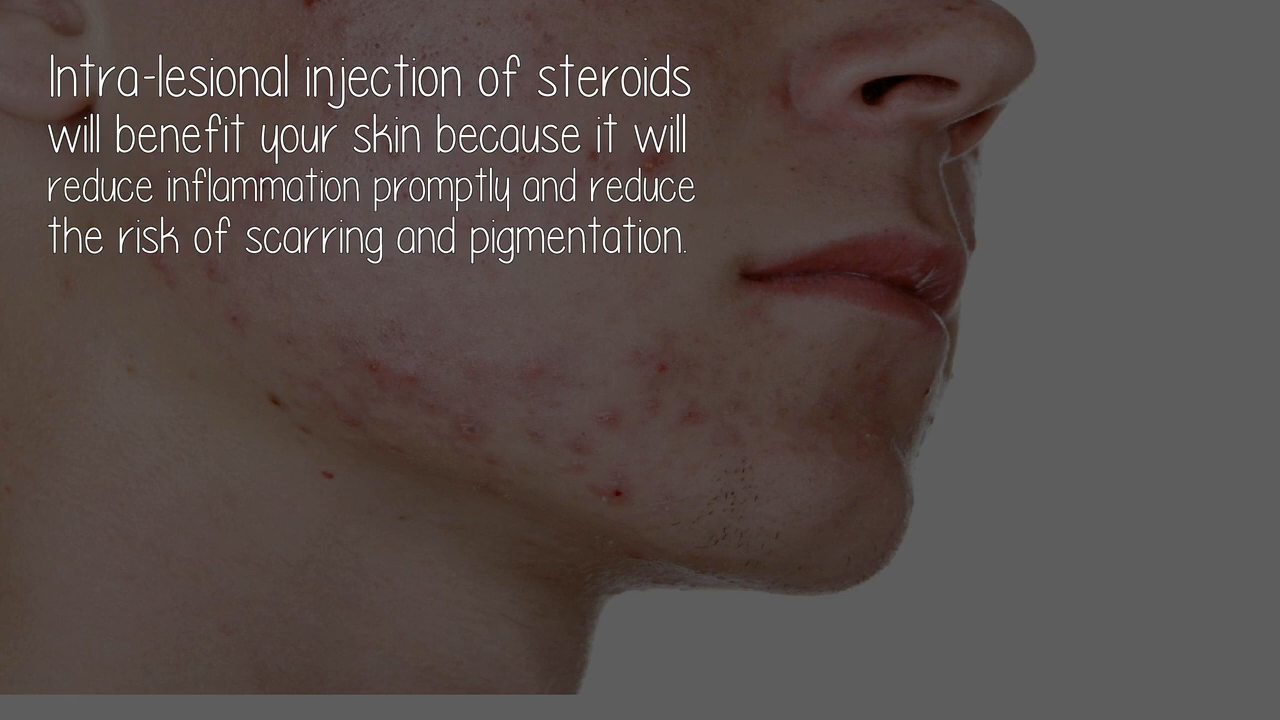 Intra-lesional injection of steroids
will benefit your skin because it will
reduce inflammation promptly and reduce
the risk of scarring and pigmentation.